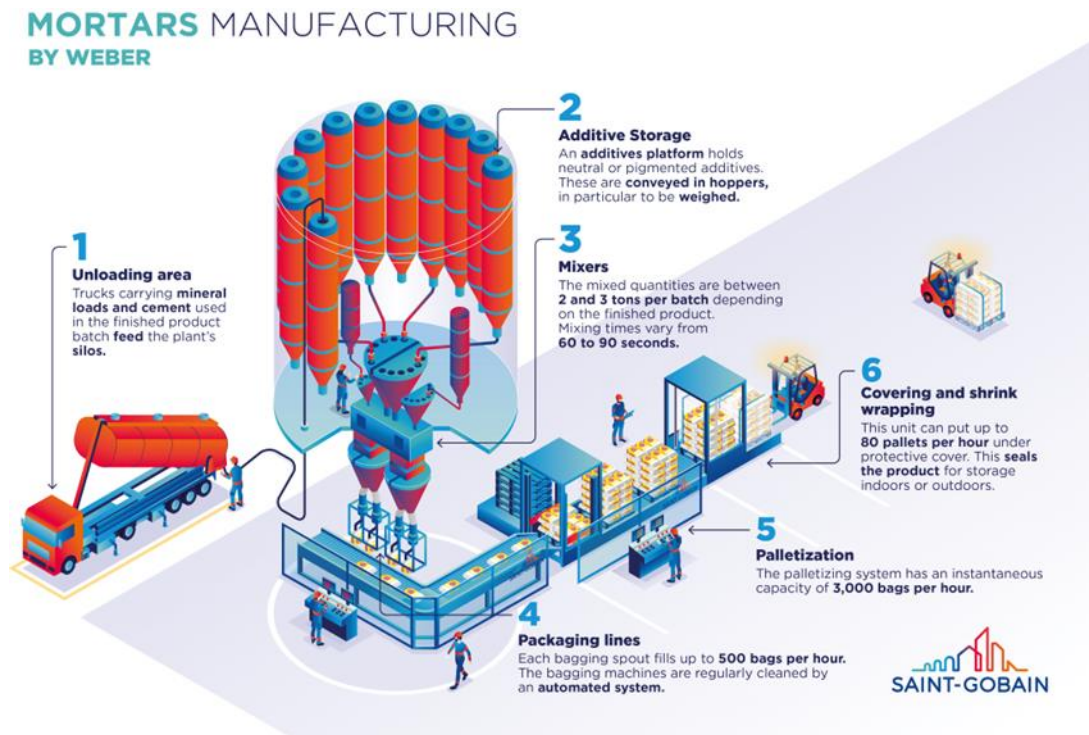 MORTARS MANUFACTURING
BY WEBER
1
Unloading area
Trucks carrying mineral
loads and cement used
in the finished product
batch feed the plant's
silos.
2
Additive Storage
An additives platform holds
neutral or pigmented additives.
These are conveyed in hoppers,
in particular to be weighed.
3
Mixers
The mixed quantities are between
2 and 3 tons per batch depending
on the finished product.
Mixing times vary from
60 to 90 seconds.
4
Packaging lines
Each bagging spout fills up to 500 bags per hour.
The bagging machines are regularly cleaned by
an automated system.
5
Palletization
The palletizing system has an instantaneous
capacity of 3,000 bags per hour.
6
Covering and shrink
wrapping
This unit can put up to
80 pallets per hour under
protective cover. This seals
the product for storage
indoors or outdoors.
SAINT-GOBAIN